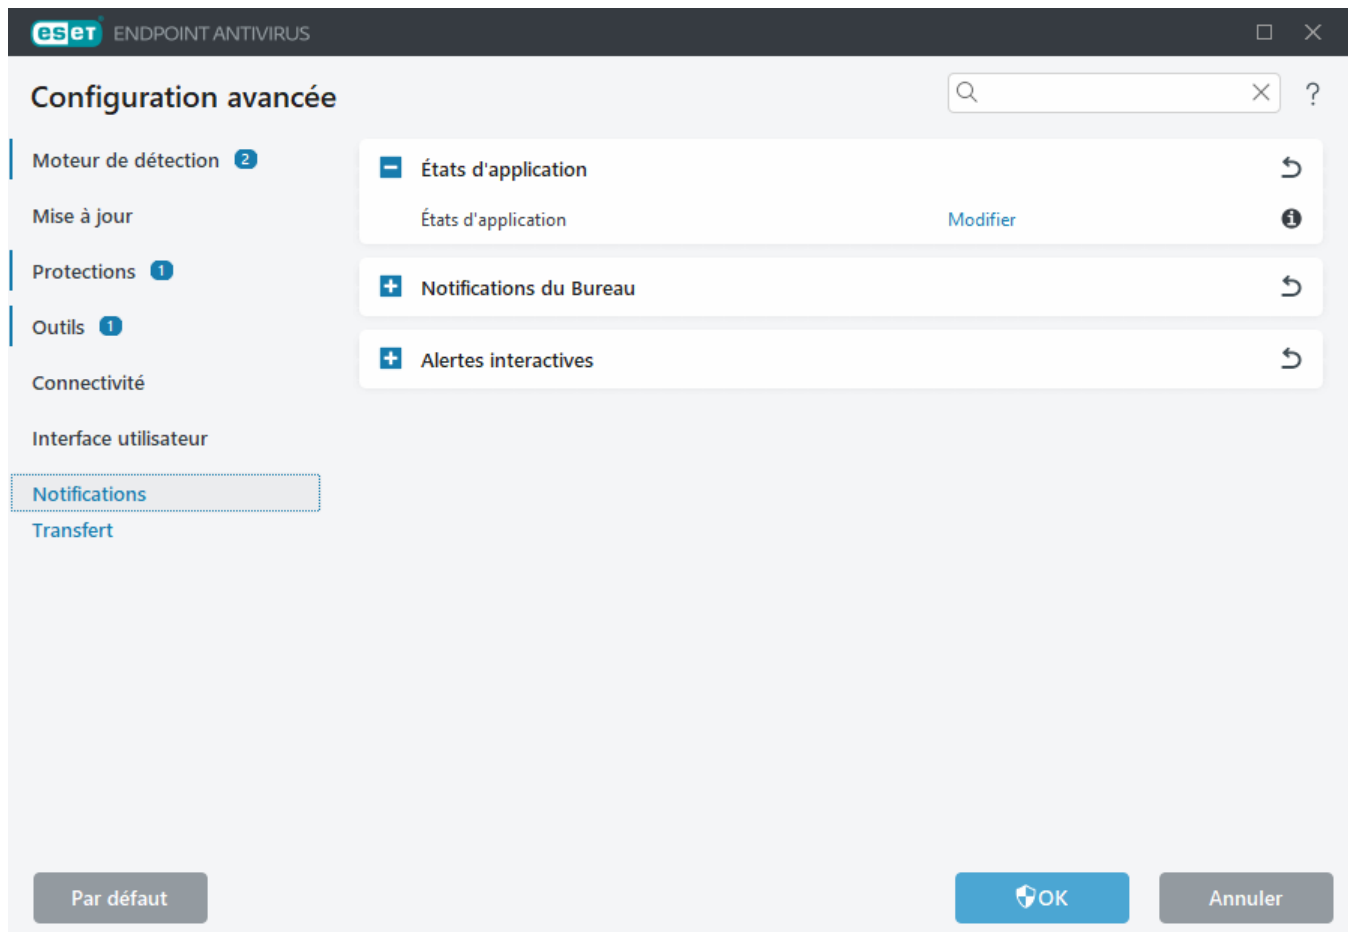 eseT ENDPOINT ANTIVIRUS
Configuration avancée
?
Moteur de détection 2
Mise à jour
Protections 1
Outils 1
Connectivité
Interface utilisateur
Notifications
Transfert
États d'application
États d'application Modifier
Notifications du Bureau
Alertes interactives
Par défaut
OK
Annuler